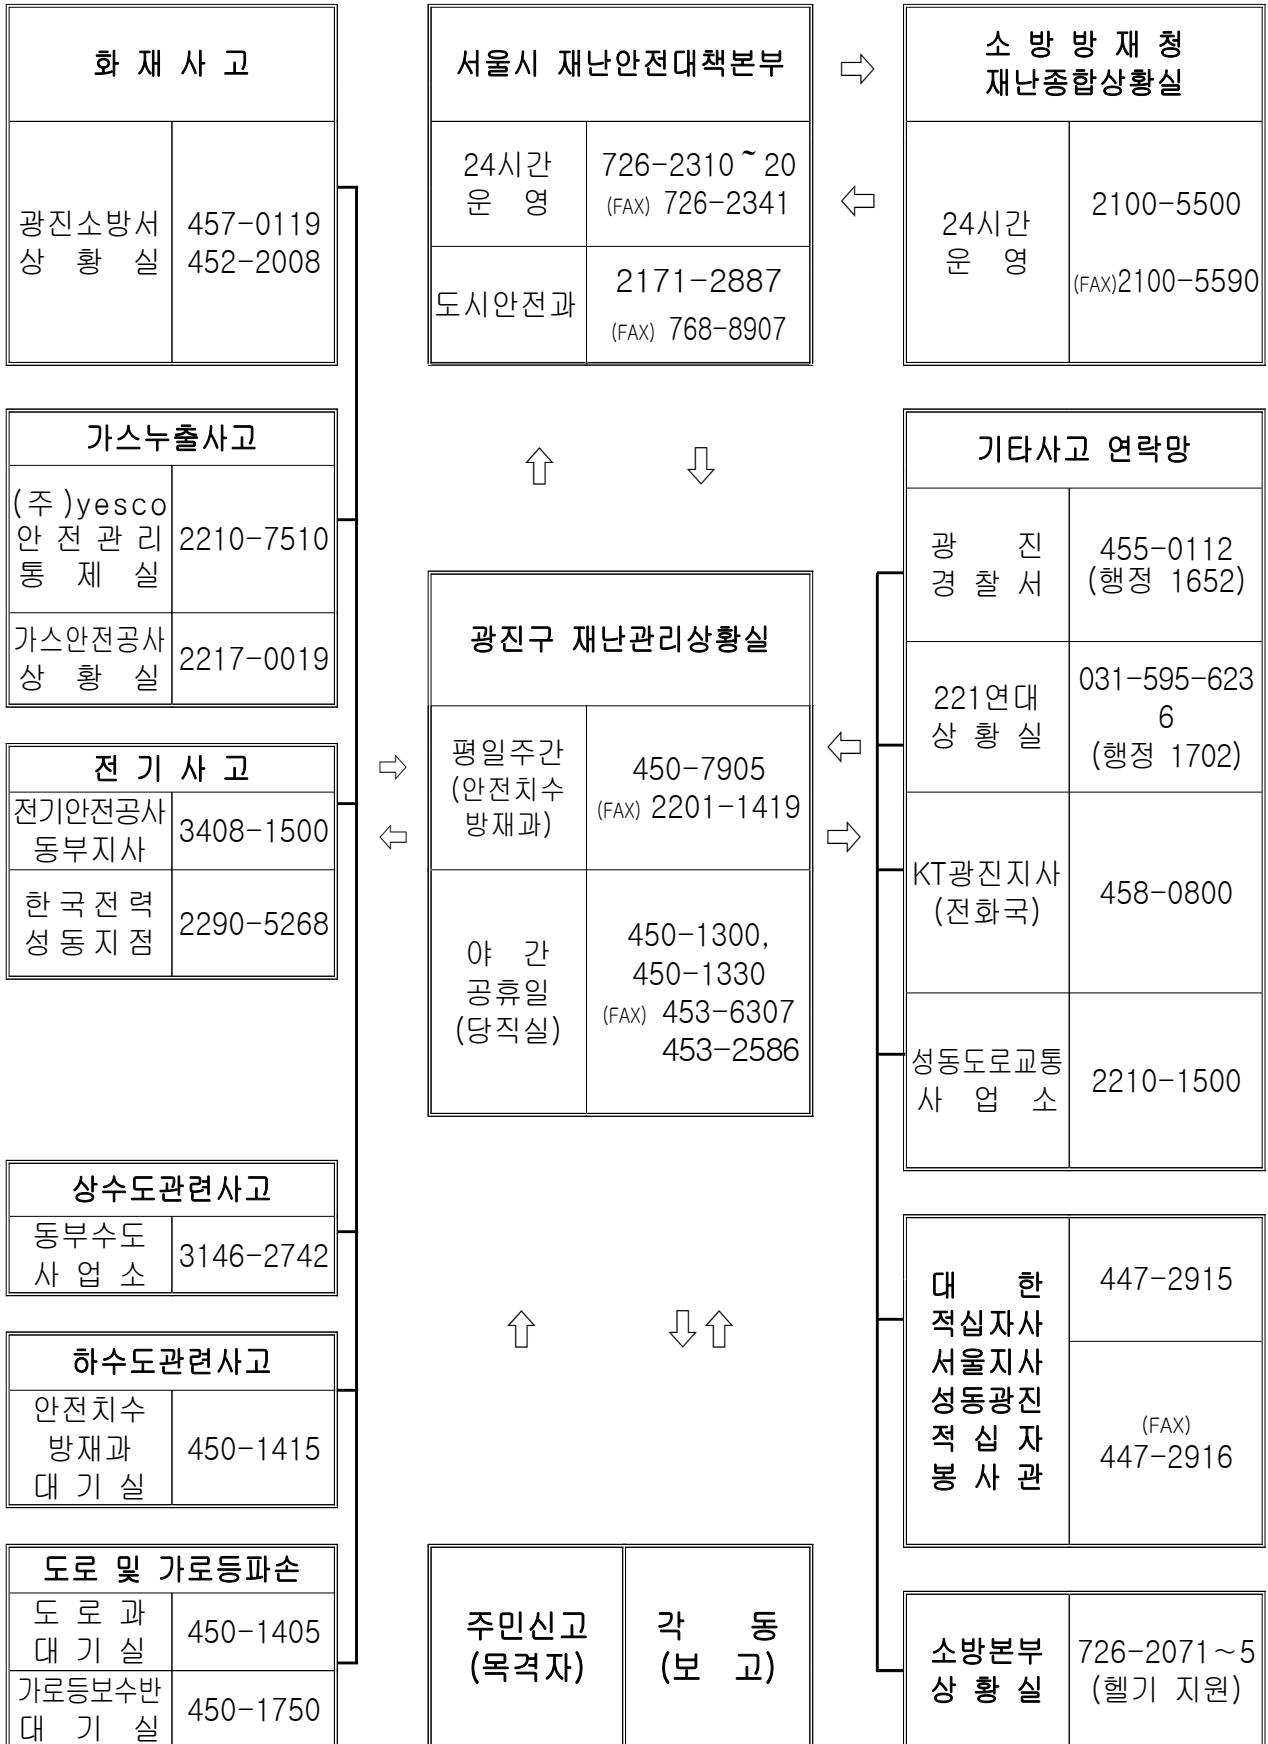 화 재 사 고
광진소방서
상 황 실
457-0119
452-2008
서울시 재난안전대책본부
24시간
운 영
726-2310~20
(FAX) 726-2341
도시안전과
2171-2887
(FAX) 768-8907
⇨
⇦
소 방 방 재 청
재난종합상황실
24시간
운 영
2100-5500
(FAX)2100-5590
가스누출사고
(주)yesco
안 전 관 리
통 제 실
2210-7510
가스안전공사
상 황 실
2217-0019
전 기 사 고
전기안전공사
동부지사
3408-1500
한 국 전 력
성 동 지 점
2290-5268
상수도관련사고
동부수도
사 업 소
3146-2742
하수도관련사고
안전치수
방재과
대 기 실
450-1415
도로 및 가로등파손
도 로 과
대 기 실
450-1405
가로등보수반
대 기 실
450-1750
⇧ ⇩
⇨
⇦
광진구 재난관리상황실
평일주간
(안전치수
방재과)
450-7905
(FAX) 2201-1419
야 간
공휴일
(당직실)
450-1300,
450-1330
(FAX) 453-6307
453-2586
⇦
⇨
⇧ ⇩⇧
주민신고
(목격자)
각 동
(보 고)
기타사고 연락망
광 진
경 찰 서
455-0112
(행정 1652)
221연대
상 황 실
031-595-623
6
(행정 1702)
KT광진지사
(전화국)
458-0800
성동도로교통
사 업 소
2210-1500
대 한
적십자사
서울지사
성동광진
적 십 자
봉 사 관
447-2915
(FAX)
447-2916
소방본부
상 황 실
726-2071~5
(헬기 지원)